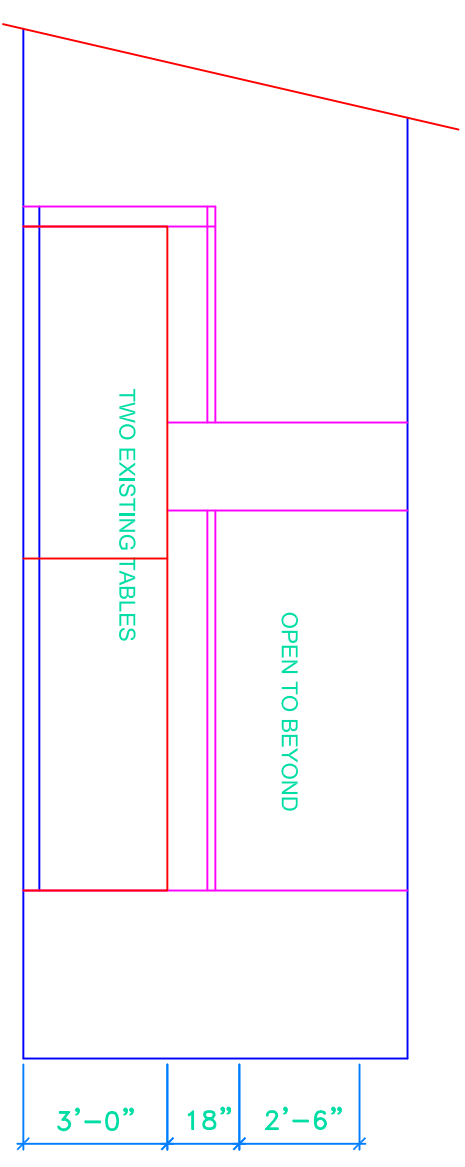 TWO EXISTING TABLES
OPEN TO BEYOND
3’-0” 18” 2’-6”